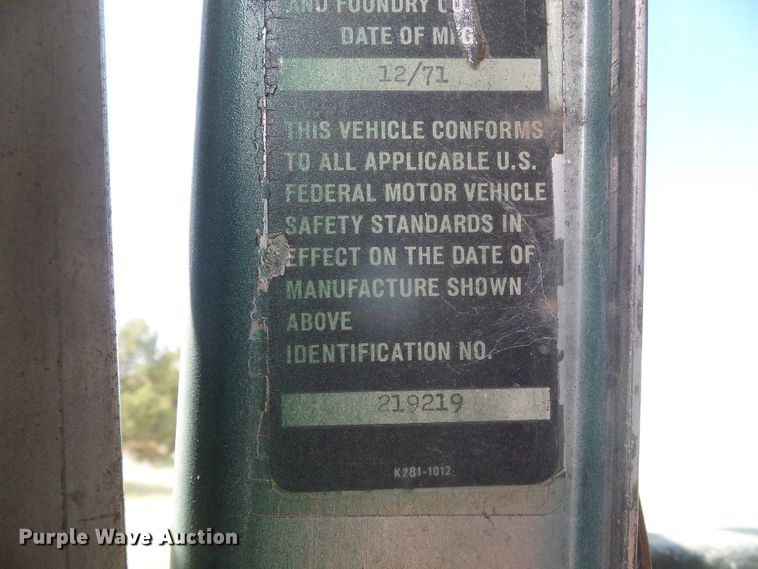 AND FOUNDRY CO.
DATE OF MFG
12/71
THIS VEHICLE CONFORMS
TO ALL APPLICABLE U.S.
FEDERAL MOTOR VEHICLE
SAFETY STANDARDS IN
EFFECT ON THE DATE OF
MANUFACTURE SHOWN
ABOVE
IDENTIFICATION NO.
219219
K281-1012
Purple Wave Auction